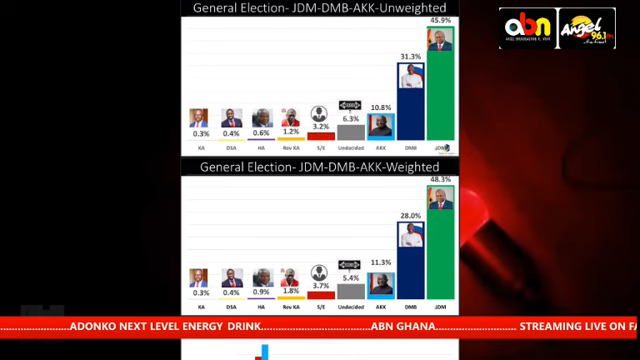 General Election- JDM-DMB-AKK-Unweighted
45.9%
31.3%
10.8%
6.3%
3.2%
1.2%
0.6%
0.4%
0.3%
KA DSA HA Rev KA S/E Undecided AKK DMB JDM
General Election- JDM-DMB-AKK-Weighted
48.3%
28.0%
11.3%
5.4%
3.7%
1.8%
0.9%
0.4%
0.3%
KA DSA HA Rev KA S/E Undecided AKK DMB JDM
abn
Angel
96.1 FM
ADONKO NEXT LEVEL ENERGY DRINK
ABN GHANA
STREAMING LIVE ON FA